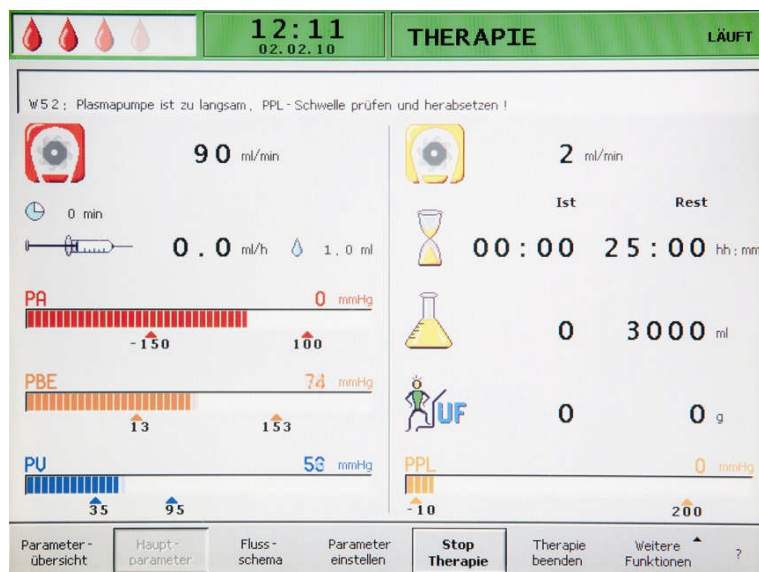 12:11
02.02.10
THERAPIE
LÄUFT
W52: Plasmapumpe ist zu langsam, PPL-Schwelle prüfen und herabsetzen !
90 ml/min
2 ml/min
0 min
Ist Rest
0.0 ml/h 1.0 ml
00:00 25:00 hh:mm
PA 0 mmHg
-150 100
0 3000 ml
PBE 74 mmHg
13 153
UF 0 0 g
PV mmHg
35 95
PPL 0 mmHg
-10 200
Parameter-
übersicht
Haupt-
parameter
Fluss-
schema
Parameter
einstellen
Stop
Therapie
Therapie
beenden
Weitere
Funktionen
?